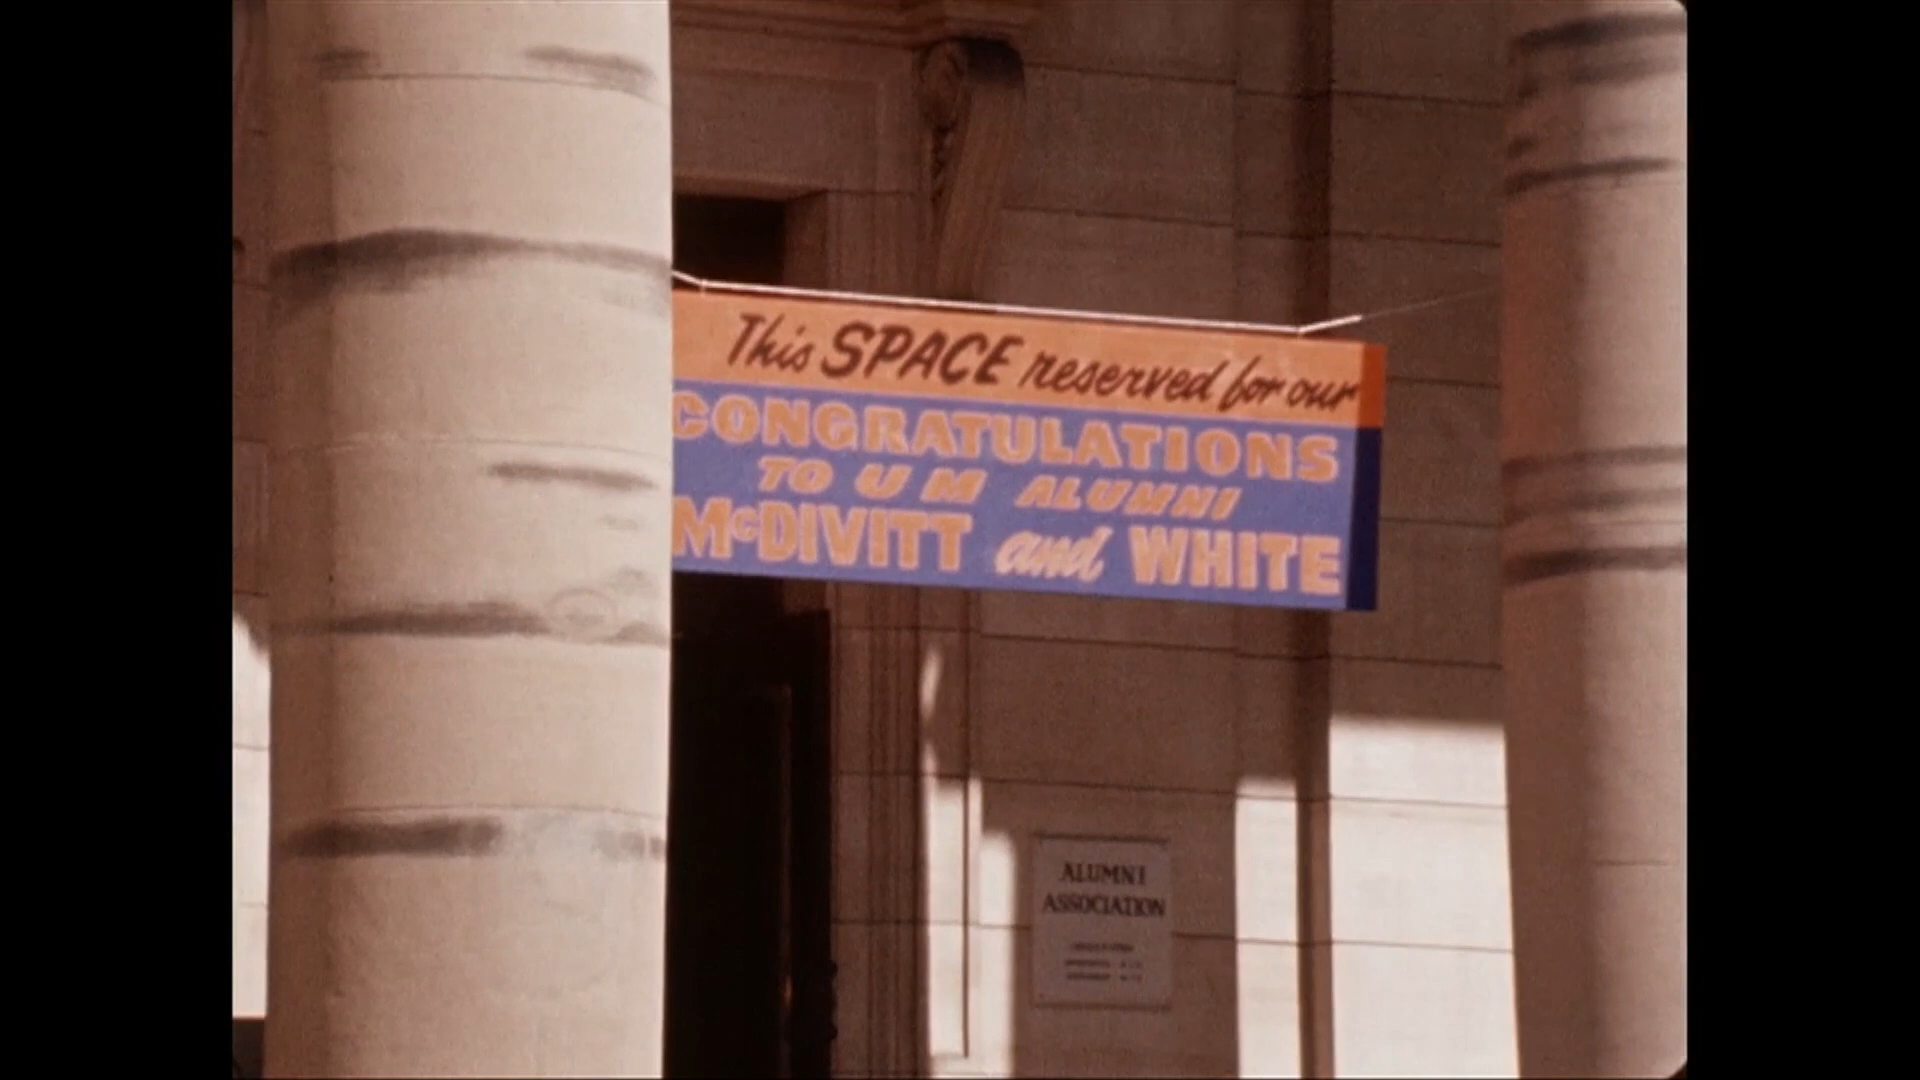 This SPACE reserved for our
CONGRATULATIONS
TO U M ALUMNI
McDIVITT and WHITE
ALUMNI
ASSOCIATION